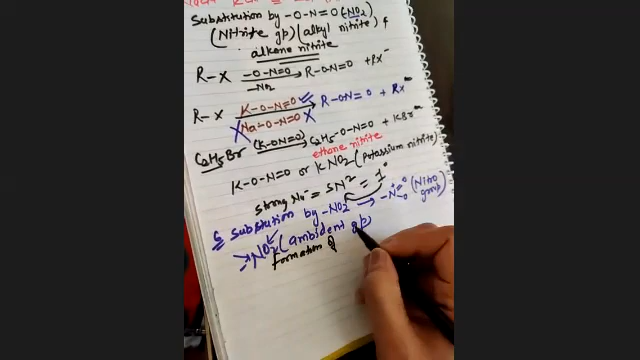 Substitution by -O-N=O (-NO2)
(Nitrite gp) (alkyl nitrite) &
alkane nitrite
R-X -O-N=O → R-ON=O + Rx-
-NO2
R-X K-O-N=O → R-ON=O + Rx-
X Na-O-N=O X
C2H5Br (K-ON=O) → C2H5-O-N=O + KBr
ethane nitrite
K-O-N=O or KNO2 (Potassium nitrite)
strong Nu- = SN2 = 1°
Substitution by -NO2 → -N=O (Nitro
O group)
NO2 (ambident gp)
formation of